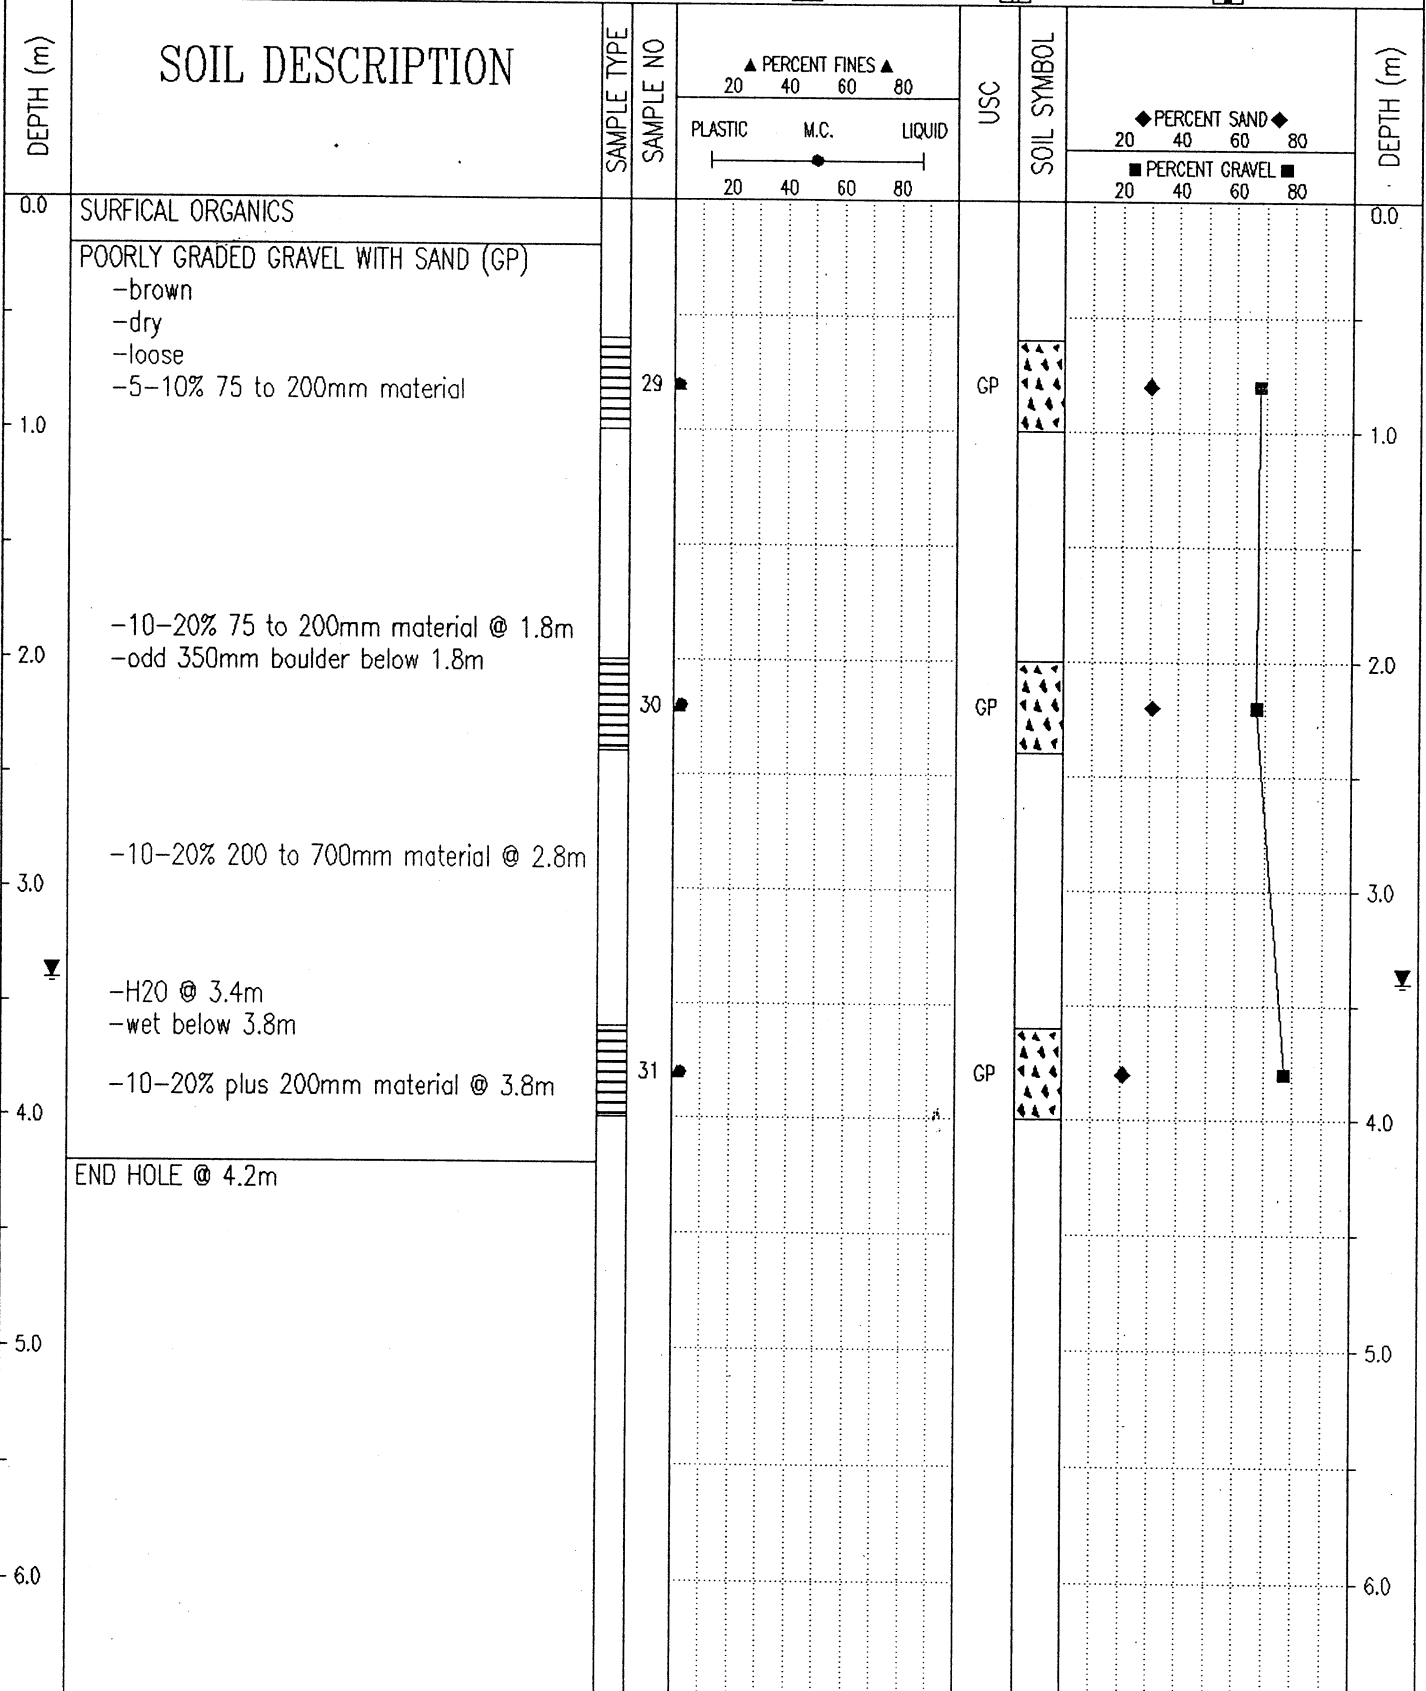 DEPTH (m)
SOIL DESCRIPTION
SAMPLE TYPE
SAMPLE NO
▲ PERCENT FINES ▲
20 40 60 80
PLASTIC M.C. LIQUID
20 40 60 80
USC
SOIL SYMBOL
◆ PERCENT SAND ◆
20 40 60 80
■ PERCENT GRAVEL ■
20 40 60 80
DEPTH (m)
0.0 SURFICAL ORGANICS 0.0
POORLY GRADED GRAVEL WITH SAND (GP)
-brown
-dry
-loose
-5-10% 75 to 200mm material 29 GP
1.0 1.0
-10-20% 75 to 200mm material @ 1.8m
2.0 -odd 350mm boulder below 1.8m 2.0
30 GP
-10-20% 200 to 700mm material @ 2.8m
3.0 3.0
-H20 @ 3.4m
-wet below 3.8m
31 GP
-10-20% plus 200mm material @ 3.8m
4.0 4.0
END HOLE @ 4.2m
5.0 5.0
6.0 6.0